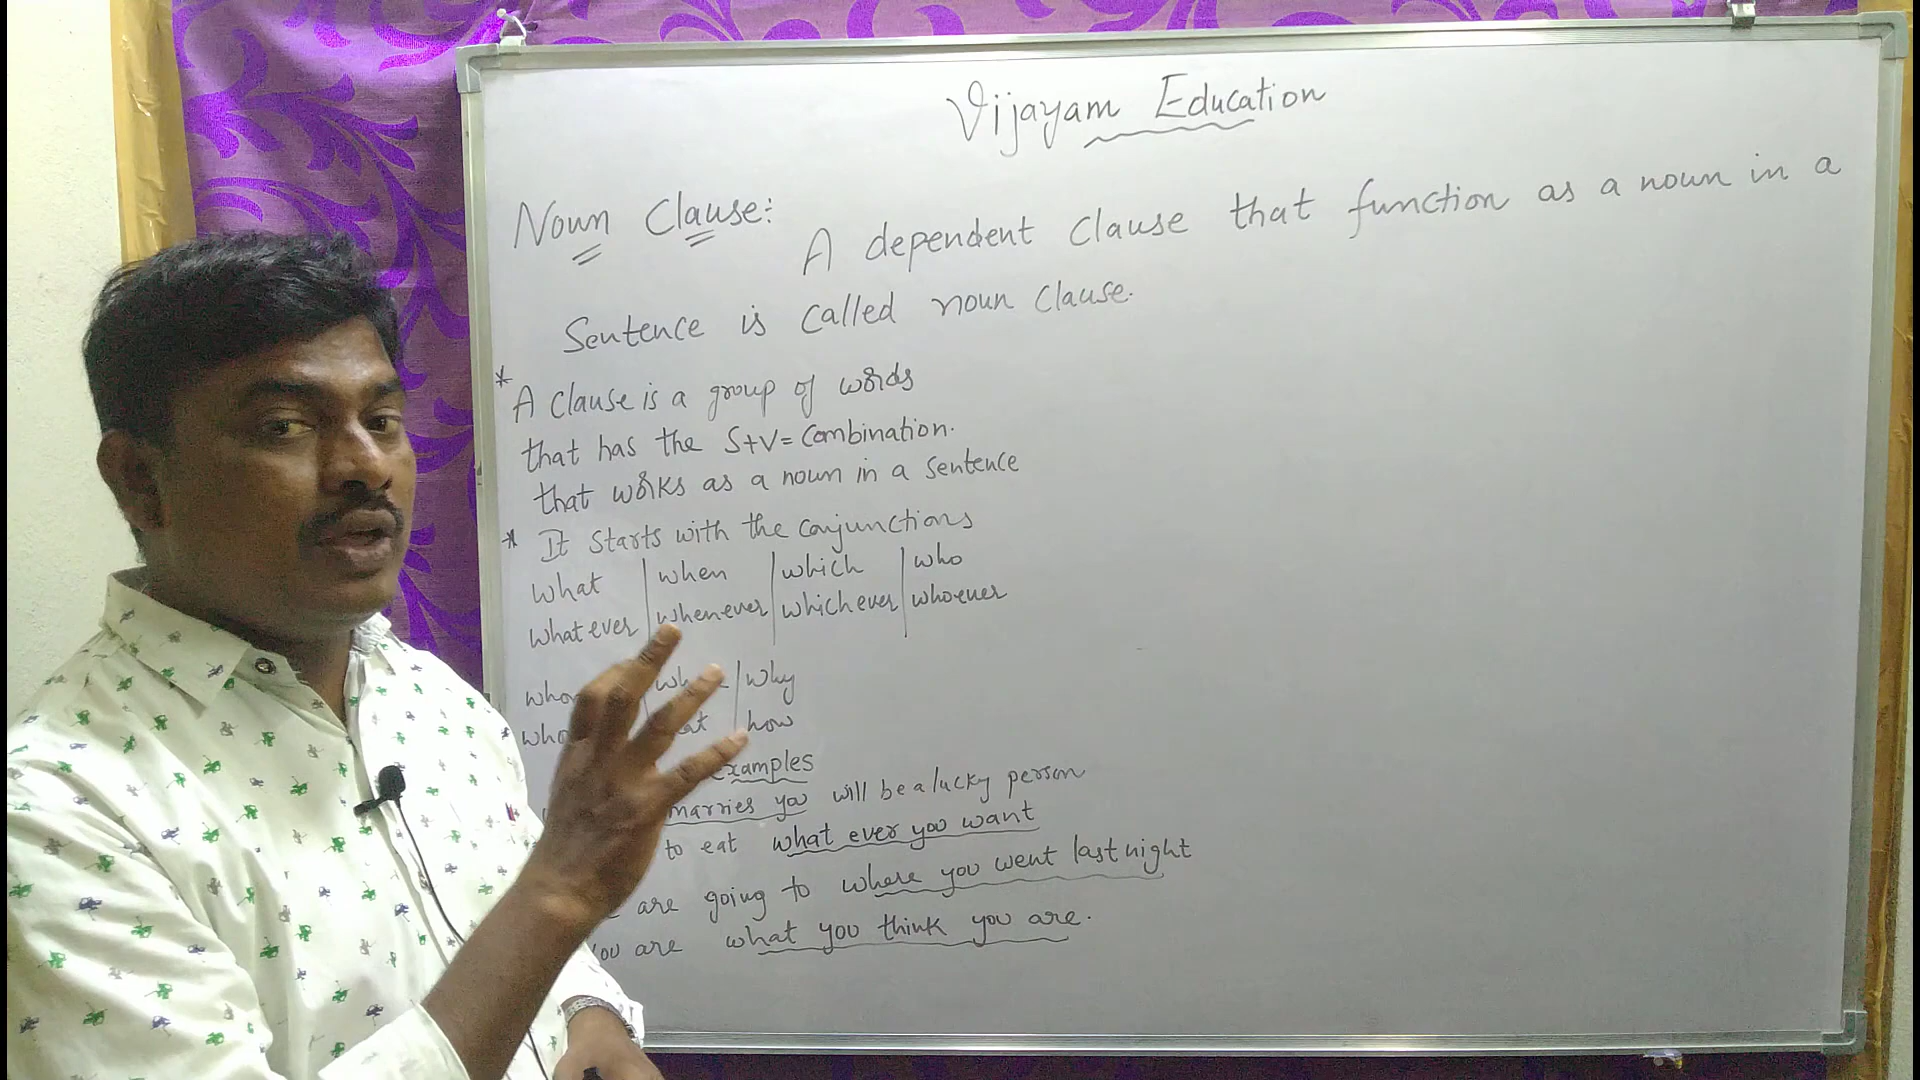 Vijayam Education
Noun Clause:
A dependent clause that function as a noun in a
Sentence is called noun clause.
* A clause is a group of words
that has the S+V= Combination.
that works as a noun in a sentence
* It starts with the conjunctions
what | when | which | who
whatever | whenever | whichever | whoever
why
how
examples
marries you will be a lucky person
to eat what ever you want
are going to where you went last night
you are what you think you are.